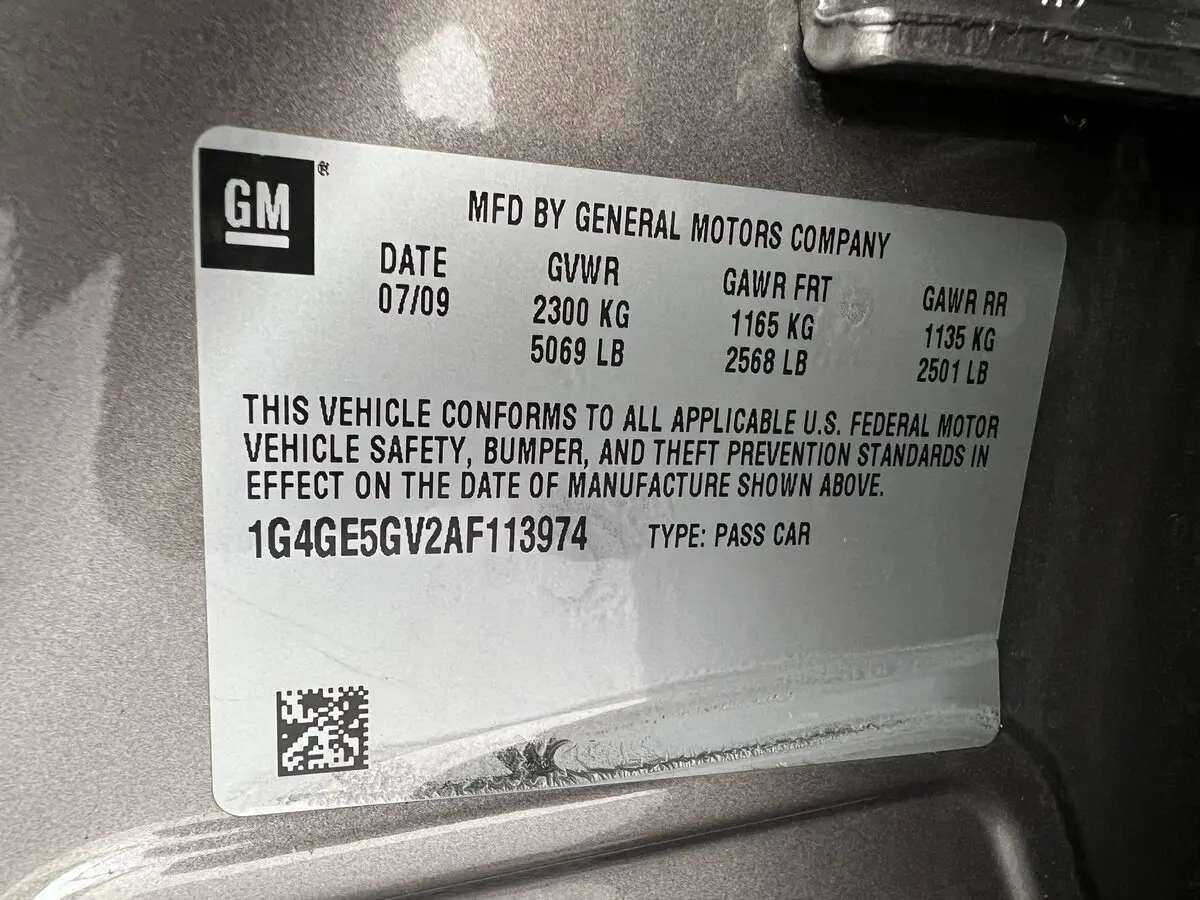 GM ®
MFD BY GENERAL MOTORS COMPANY
DATE GVWR GAWR FRT GAWR RR
07/09 2300 KG 1165 KG 1135 KG
5069 LB 2568 LB 2501 LB
THIS VEHICLE CONFORMS TO ALL APPLICABLE U.S. FEDERAL MOTOR
VEHICLE SAFETY, BUMPER, AND THEFT PREVENTION STANDARDS IN
EFFECT ON THE DATE OF MANUFACTURE SHOWN ABOVE.
1G4GE5GV2AF113974 TYPE: PASS CAR